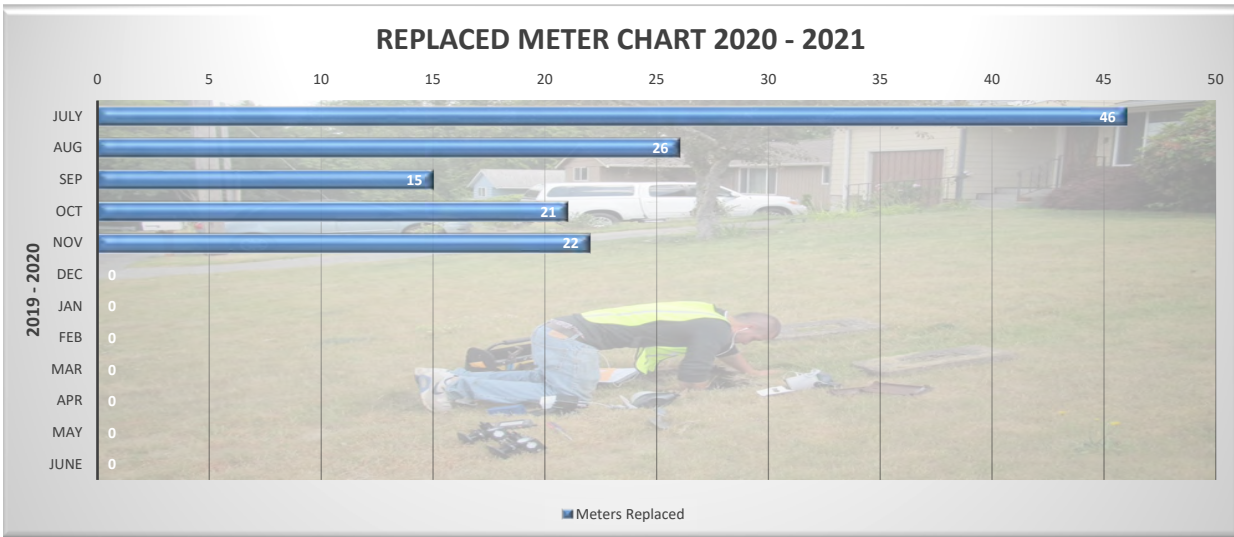 REPLACED METER CHART 2020 - 2021
0 5 10 15 20 25 30 35 40 45 50
JULY 46
AUG 26
SEP 15
OCT 21
NOV 22
DEC 0
JAN 0
FEB 0
MAR 0
APR 0
MAY 0
JUNE 0
2019 - 2020
Meters Replaced